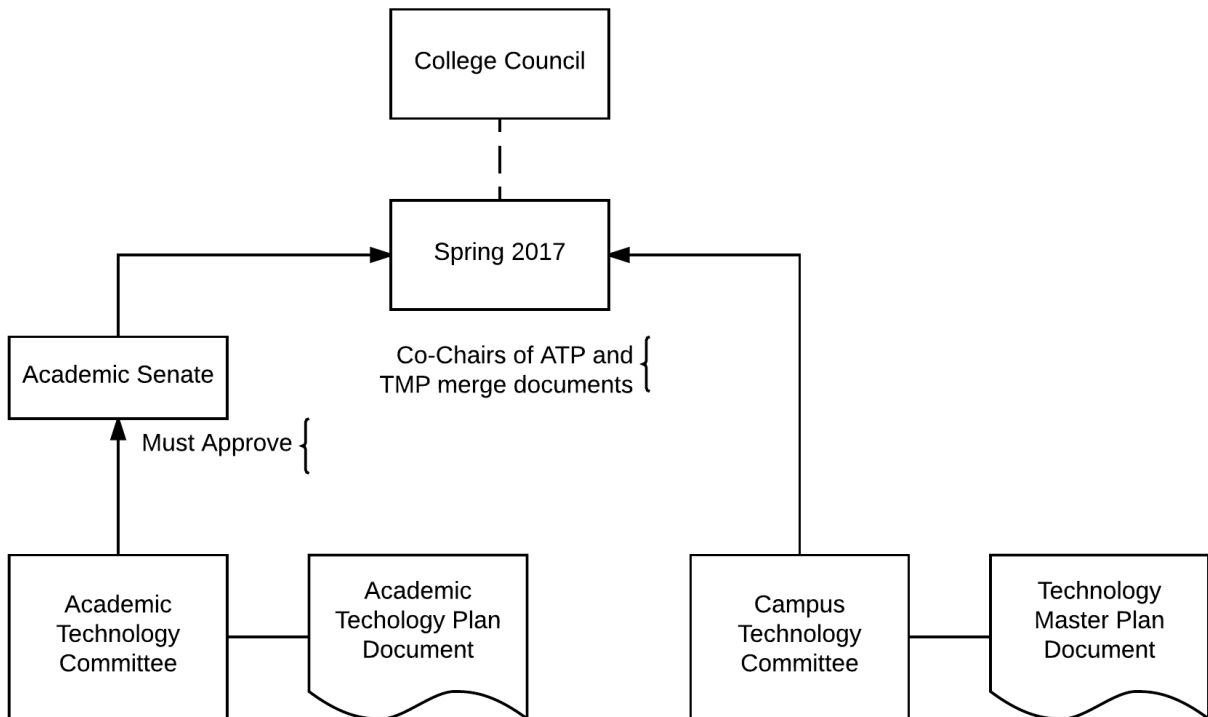 College Council
Spring 2017
Co-Chairs of ATP and
TMP merge documents
Academic Senate
Must Approve
Academic
Technology
Committee
Academic
Techology Plan
Document
Campus
Technology
Committee
Technology
Master Plan
Document